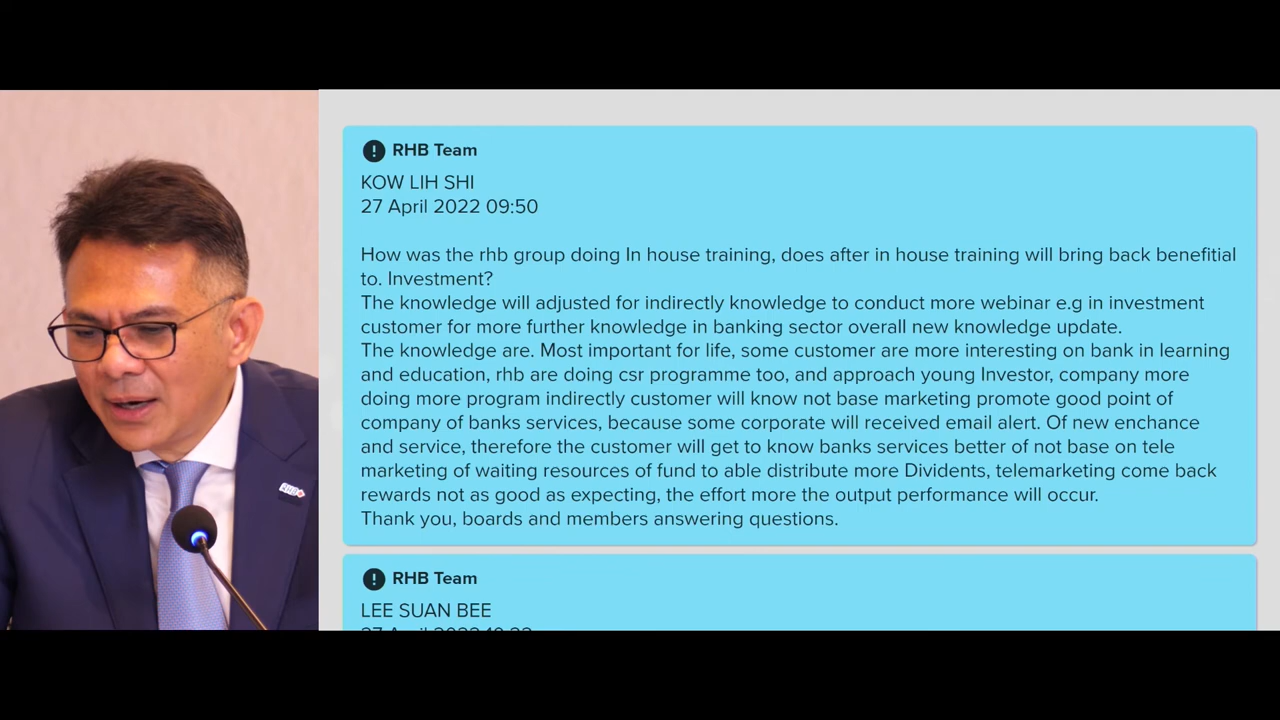 RHB Team
KOW LIH SHI
27 April 2022 09:50
How was the rhb group doing In house training, does after in house training will bring back benefitial
to. Investment?
The knowledge will adjusted for indirectly knowledge to conduct more webinar e.g in investment
customer for more further knowledge in banking sector overall new knowledge update.
The knowledge are. Most important for life, some customer are more interesting on bank in learning
and education, rhb are doing csr programme too, and approach young Investor, company more
doing more program indirectly customer will know not base marketing promote good point of
company of banks services, because some corporate will received email alert. Of new enchance
and service, therefore the customer will get to know banks services better of not base on tele
marketing of waiting resources of fund to able distribute more Dividents, telemarketing come back
rewards not as good as expecting, the effort more the output performance will occur.
Thank you, boards and members answering questions.
RHB Team
LEE SUAN BEE